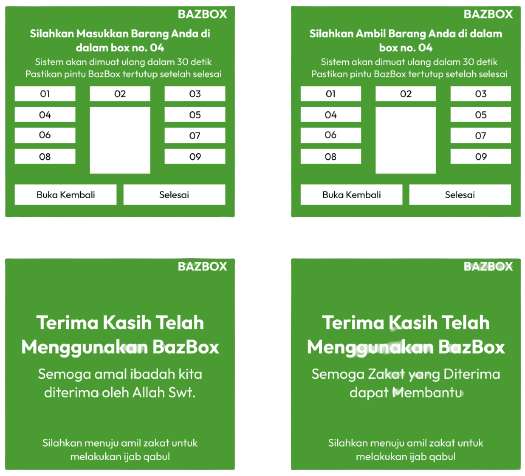 BAZBOX
Silahkan Masukkan Barang Anda di
dalam box no. 04
Sistem akan dimuat ulang dalam 30 detik
Pastikan pintu BazBox tertutup setelah selesai
01
02
03
04
05
06
07
08
09
Buka Kembali
Selesai
BAZBOX
Silahkan Ambil Barang Anda di dalam
box no. 04
Sistem akan dimuat ulang dalam 30 detik
Pastikan pintu BazBox tertutup setelah selesai
01
02
03
04
05
06
07
08
09
Buka Kembali
Selesai
BAZBOX
Terima Kasih Telah
Menggunakan BazBox
Semoga amal ibadah kita
diterima oleh Allah Swt.
Silahkan menuju amil zakat untuk
melakukan ijab qabul
BAZBOX
Terima Kasih Telah
Menggunakan BazBox
Semoga Zakat yang Diterima
dapat Membantu
Silahkan menuju amil zakat untuk
melakukan ijab qabul